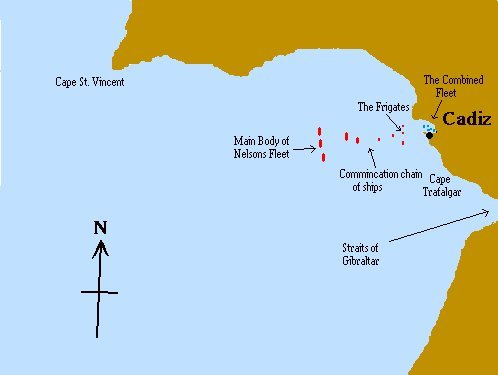 Cape St. Vincent
The Combined
Fleet
The Frigates
Cadiz
Main Body of
Nelsons Fleet
Commincation chain
of ships
Cape
Trafalgar
Straits of
Gibraltar
N